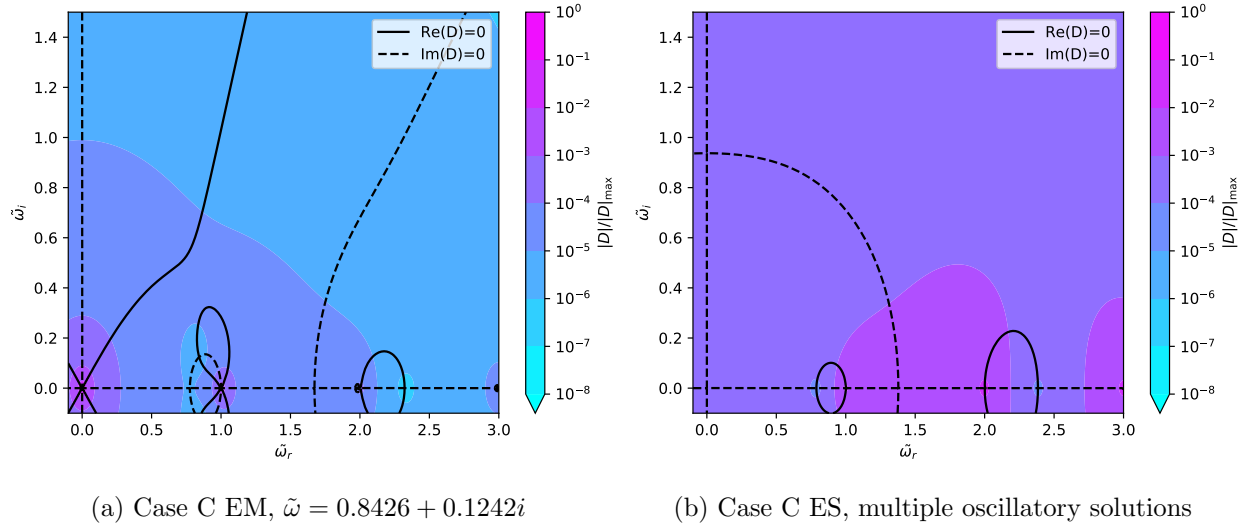 Re(D)=0
Im(D)=0
1.4
1.2
1.0
0.8
0.6
0.4
0.2
0.0
ω̃ᵢ
0.0 0.5 1.0 1.5 2.0 2.5 3.0
ω̃ᵣ
10⁰
10⁻¹
10⁻²
10⁻³
10⁻⁴
10⁻⁵
10⁻⁶
10⁻⁷
10⁻⁸
|D|/|D|max
Re(D)=0
Im(D)=0
1.4
1.2
1.0
0.8
0.6
0.4
0.2
0.0
ω̃ᵢ
0.0 0.5 1.0 1.5 2.0 2.5 3.0
ω̃ᵣ
10⁰
10⁻¹
10⁻²
10⁻³
10⁻⁴
10⁻⁵
10⁻⁶
10⁻⁷
10⁻⁸
|D|/|D|max
(a) Case C EM, ω̃ = 0.8426 + 0.1242i
(b) Case C ES, multiple oscillatory solutions